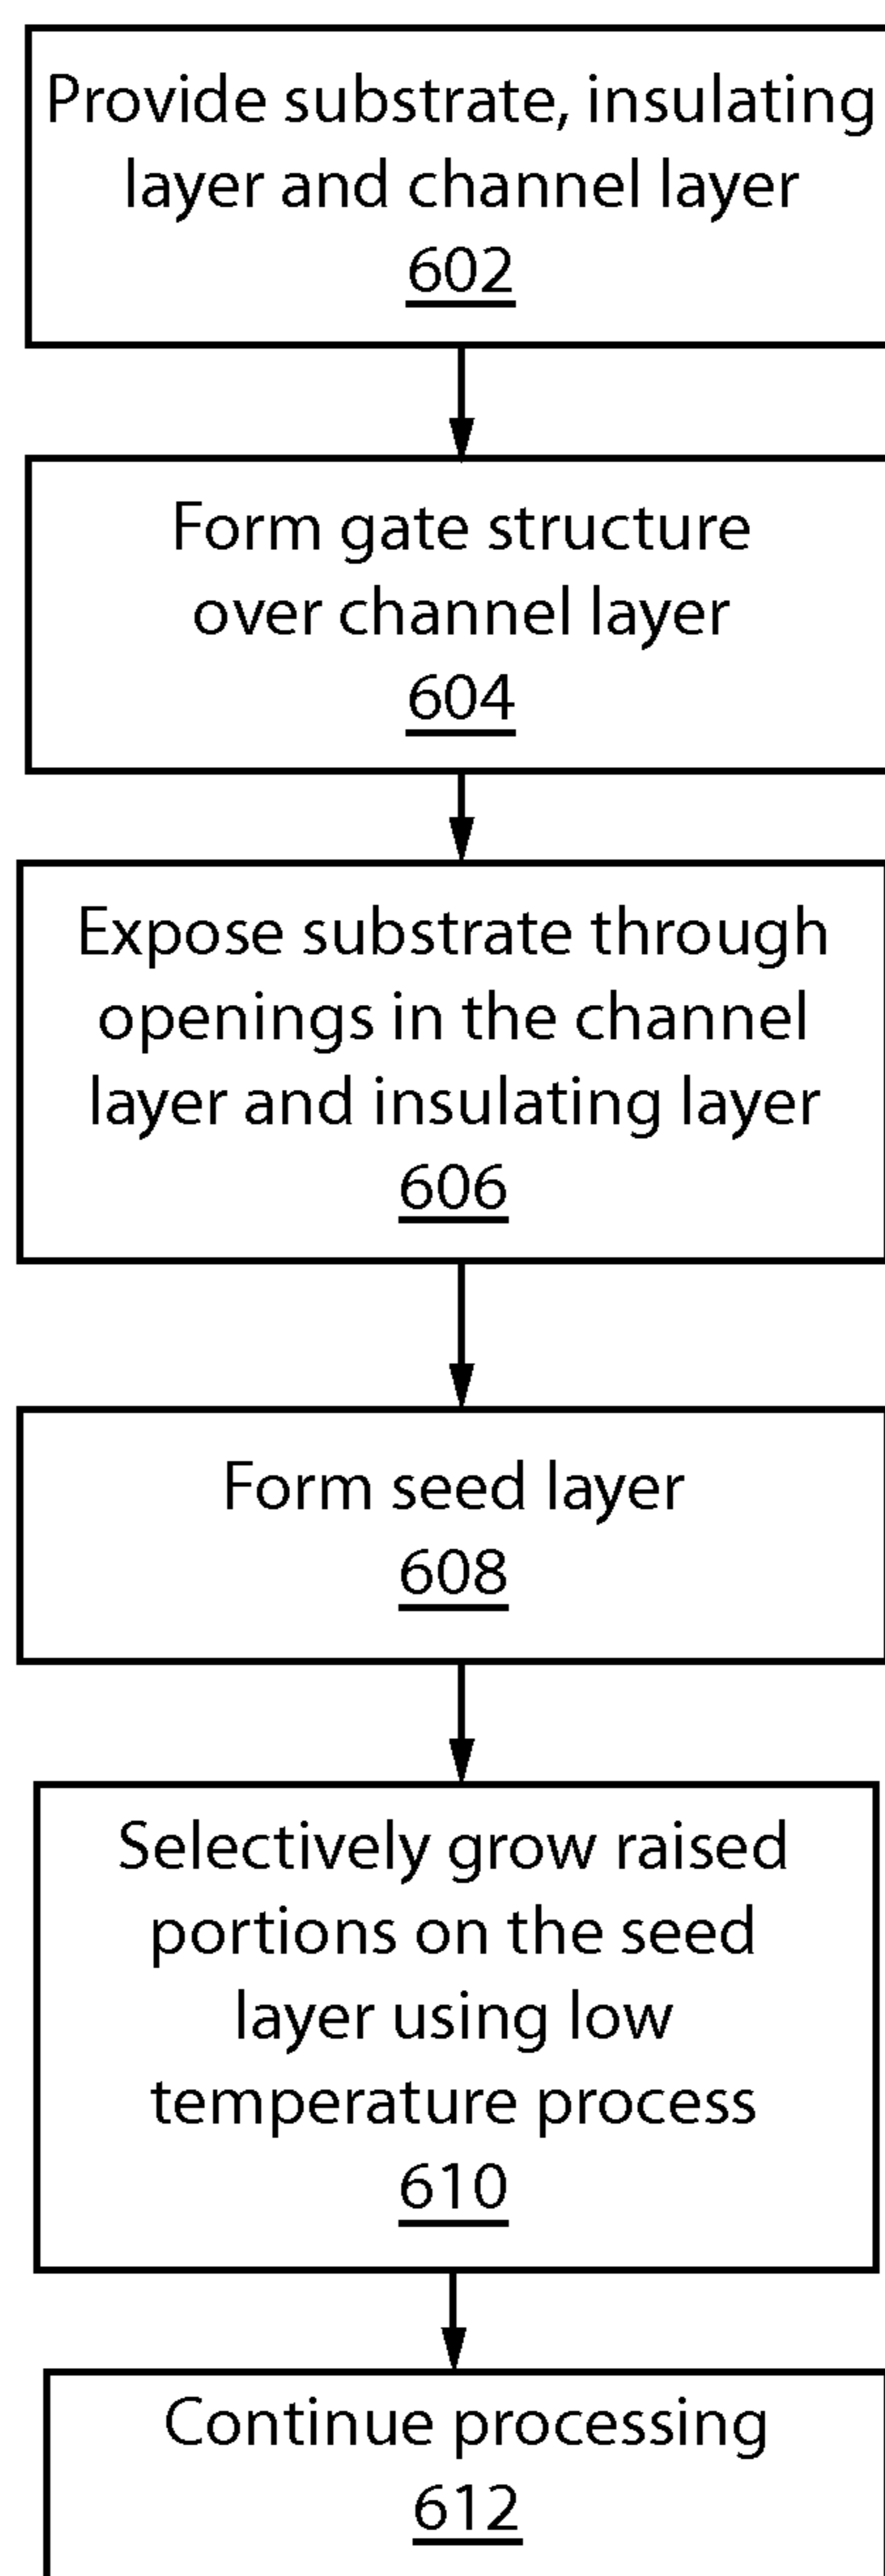 Provide substrate, insulating
layer and channel layer
602
Form gate structure
over channel layer
604
Expose substrate through
openings in the channel
layer and insulating layer
606
Form seed layer
608
Selectively grow raised
portions on the seed
layer using low
temperature process
610
Continue processing
612